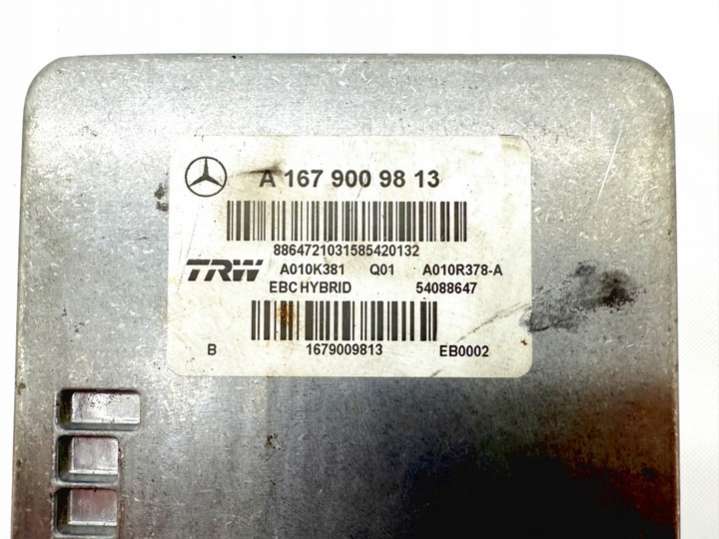 A 167 900 98 13
8864721031585420132
TRW A010K381 Q01 A010R378-A
EBC HYBRID 54088647
B 1679009813 EB0002